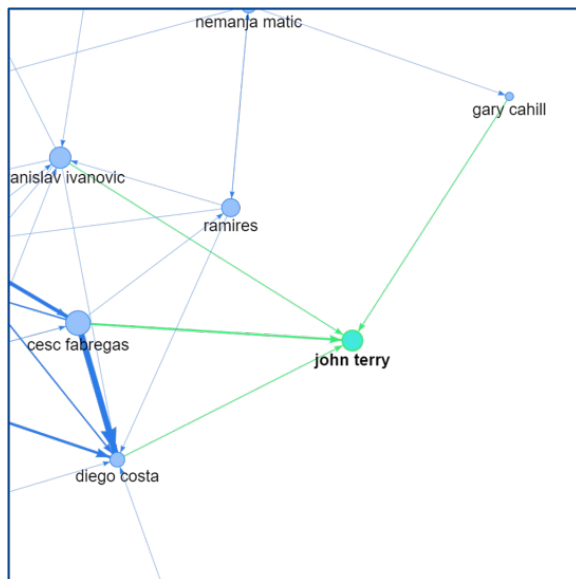 nemanja matic
gary cahill
anislav ivanovic
ramires
cesc fabregas
john terry
diego costa